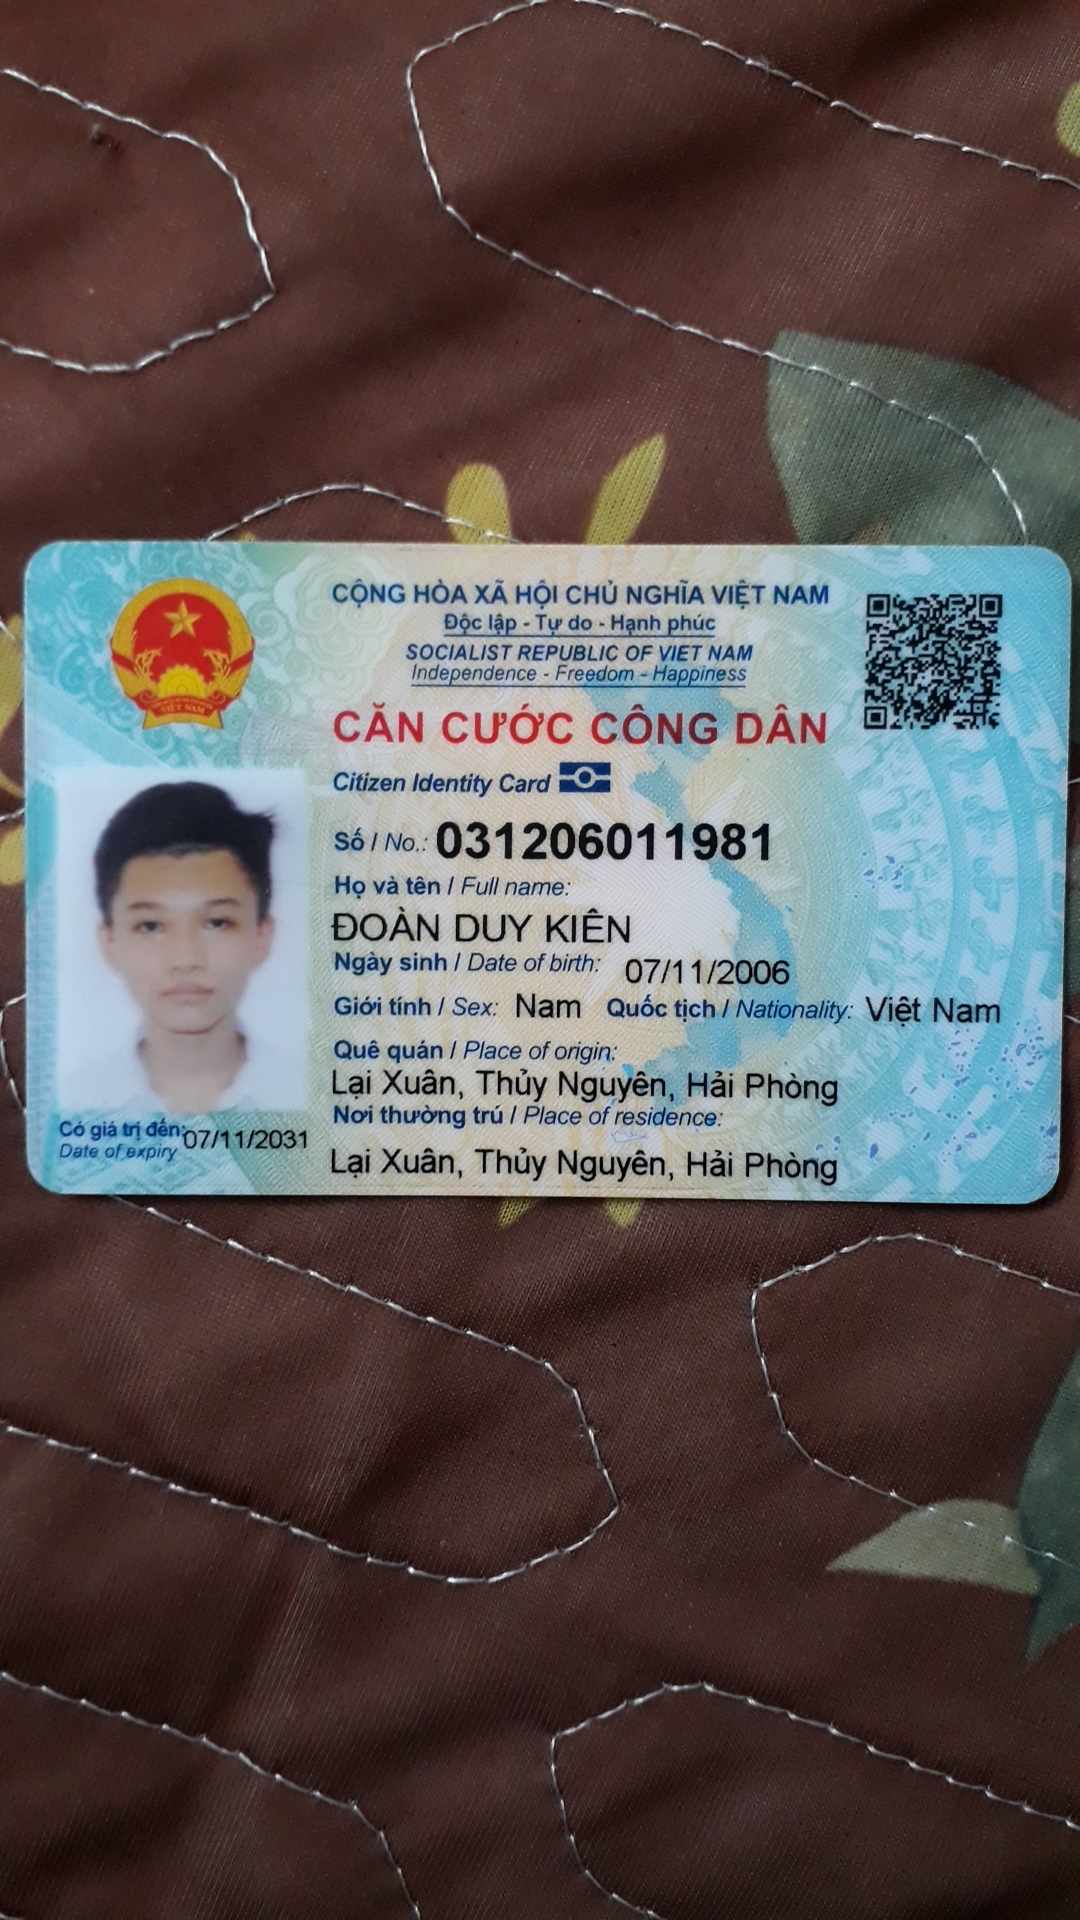 CỘNG HÒA XÃ HỘI CHỦ NGHĨA VIỆT NAM
Độc lập - Tự do - Hạnh phúc
SOCIALIST REPUBLIC OF VIET NAM
Independence - Freedom - Happiness
CĂN CƯỚC CÔNG DÂN
Citizen Identity Card
Số / No.: 031206011981
Họ và tên / Full name:
ĐOÀN DUY KIÊN
Ngày sinh / Date of birth: 07/11/2006
Giới tính / Sex: Nam Quốc tịch / Nationality: Việt Nam
Quê quán / Place of origin:
Lại Xuân, Thủy Nguyên, Hải Phòng
Nơi thường trú / Place of residence:
Lại Xuân, Thủy Nguyên, Hải Phòng
Có giá trị đến: 07/11/2031
Date of expiry
VIỆT NAM